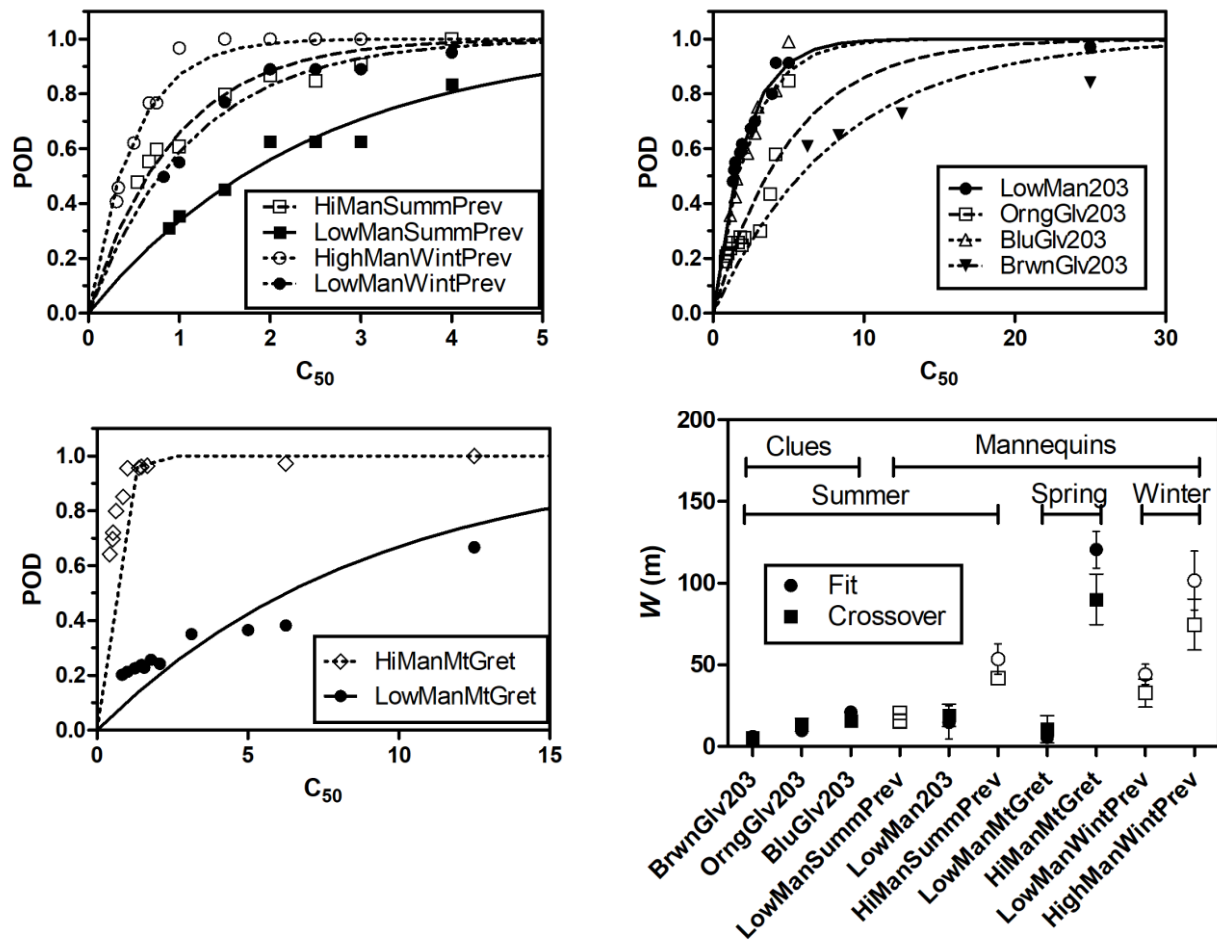 POD
1.0
0.8
0.6
0.4
0.2
0.0
0 1 2 3 4 5
C50
HiManSummPrev
LowManSummPrev
HighManWintPrev
LowManWintPrev
POD
1.0
0.8
0.6
0.4
0.2
0.0
0 10 20 30
C50
LowMan203
OrngGlv203
BluGlv203
BrwnGlv203
POD
1.0
0.8
0.6
0.4
0.2
0.0
0 5 10 15
C50
HiManMtGret
LowManMtGret
W (m)
200
150
100
50
0
Clues Mannequins
Summer Spring Winter
Fit
Crossover
BrwnGlv203
OrngGlv203
BluGlv203
LowManSummPrev
LowMan203
HiManSummPrev
LowManMtGret
HiManMtGret
LowManWintPrev
HighManWintPrev